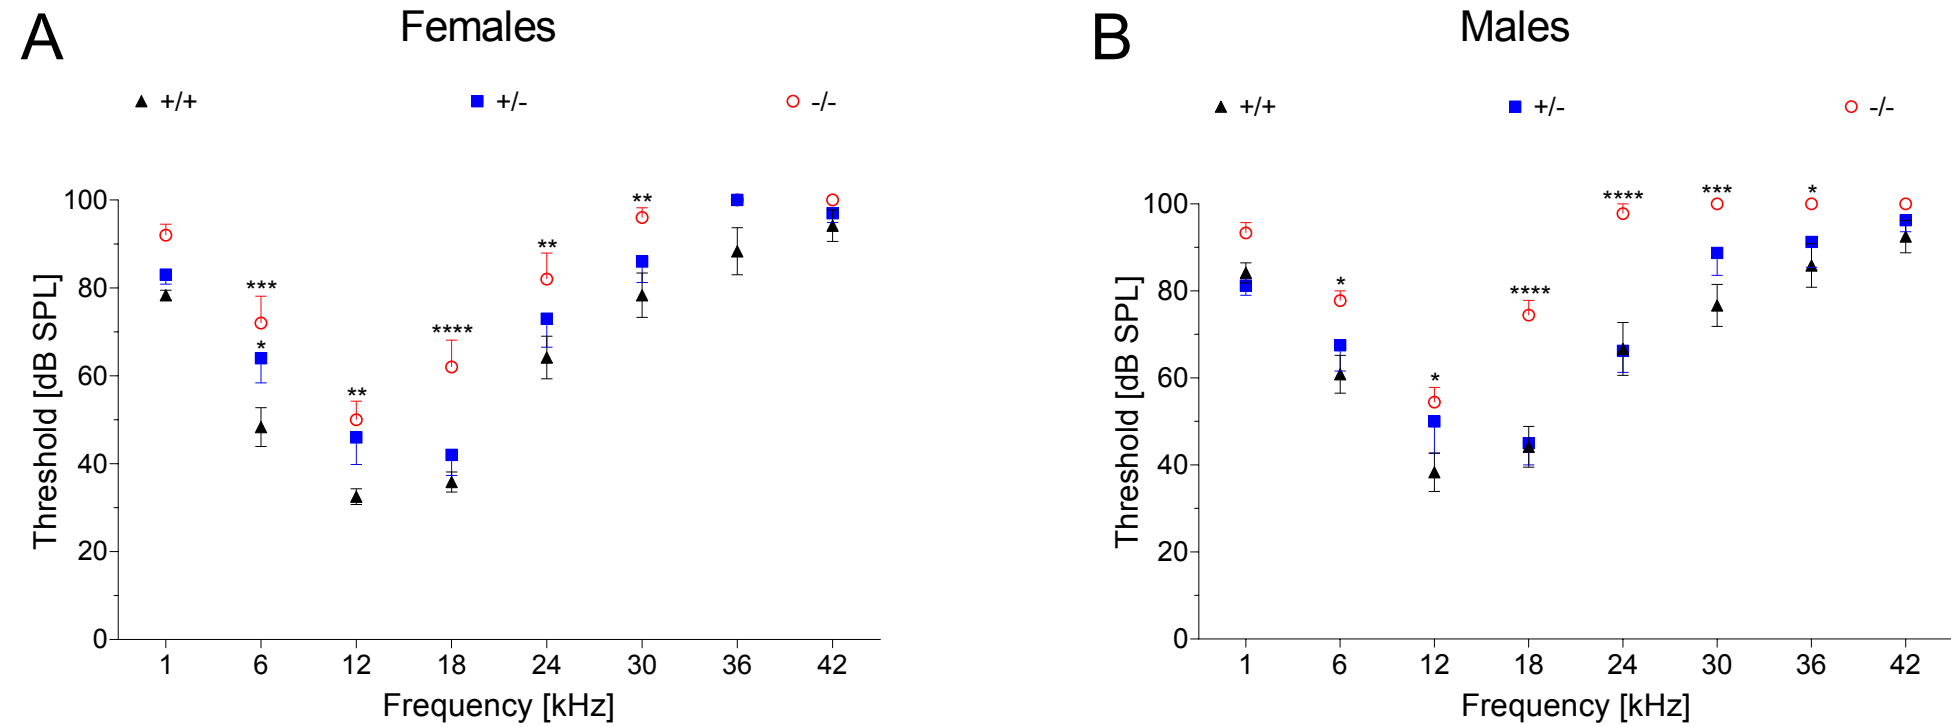 A
Females
+/+ +/- -/-
Threshold [dB SPL]
100
80
60
40
20
0
***
*
**
****
**
**
1 6 12 18 24 30 36 42
Frequency [kHz]
B
Males
+/+ +/- -/-
Threshold [dB SPL]
100
80
60
40
20
0
*
*
****
****
***
*
1 6 12 18 24 30 36 42
Frequency [kHz]